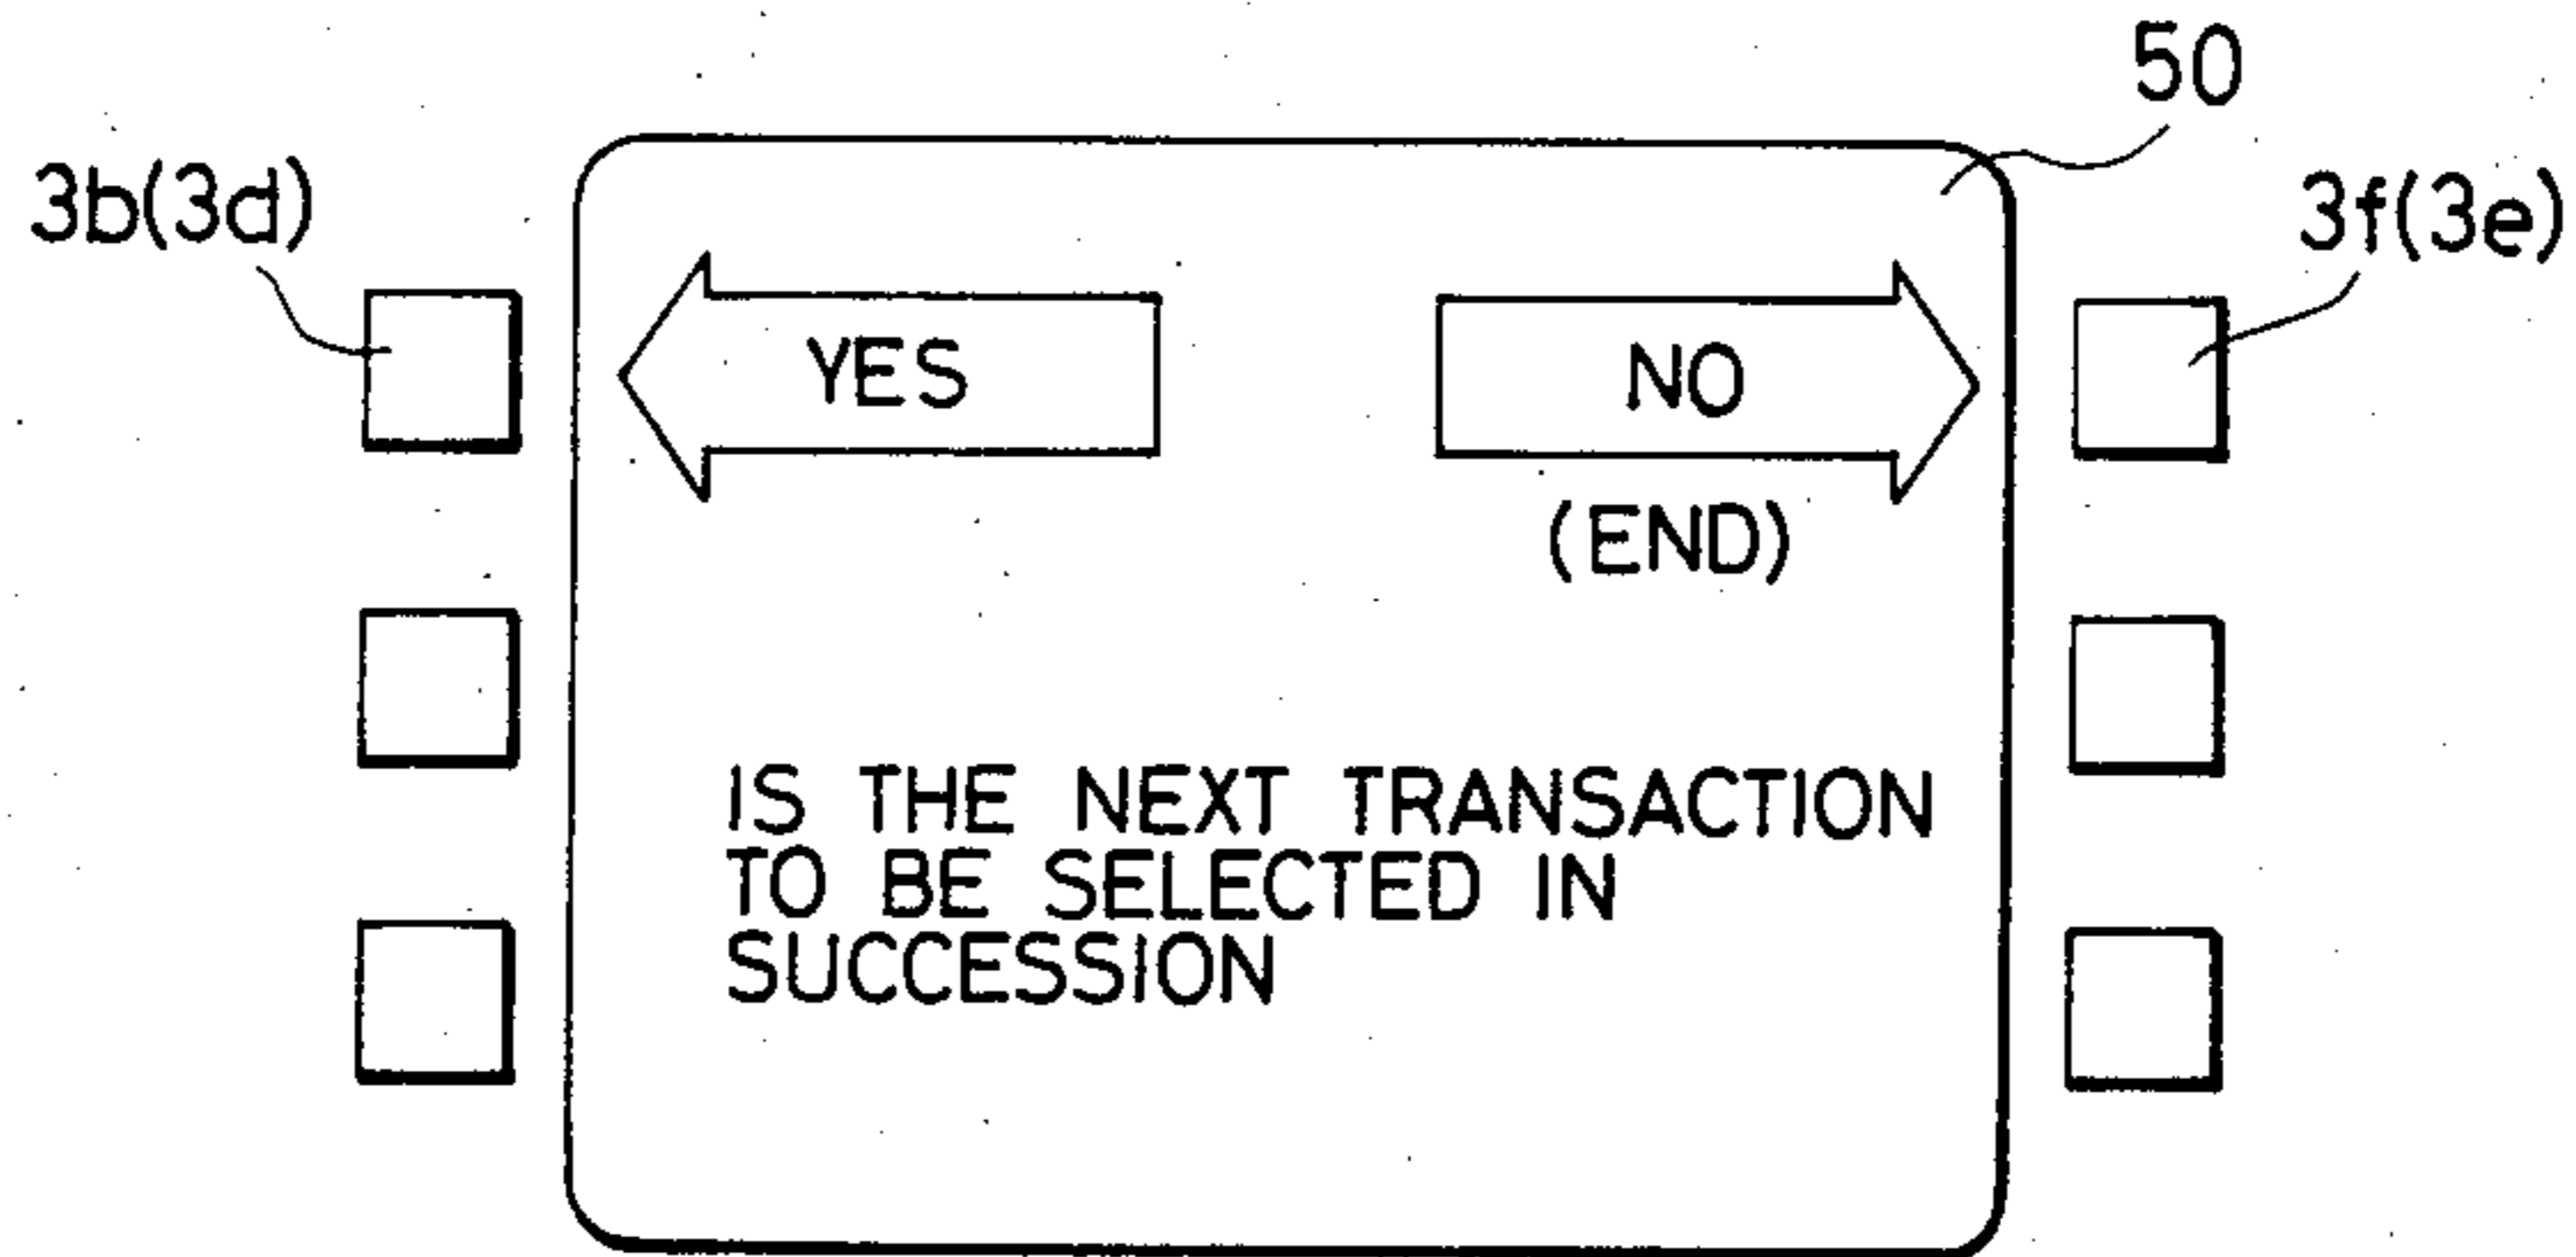 50
3b(3d)
3f(3e)
YES
NO
(END)
IS THE NEXT TRANSACTION
TO BE SELECTED IN
SUCCESSION